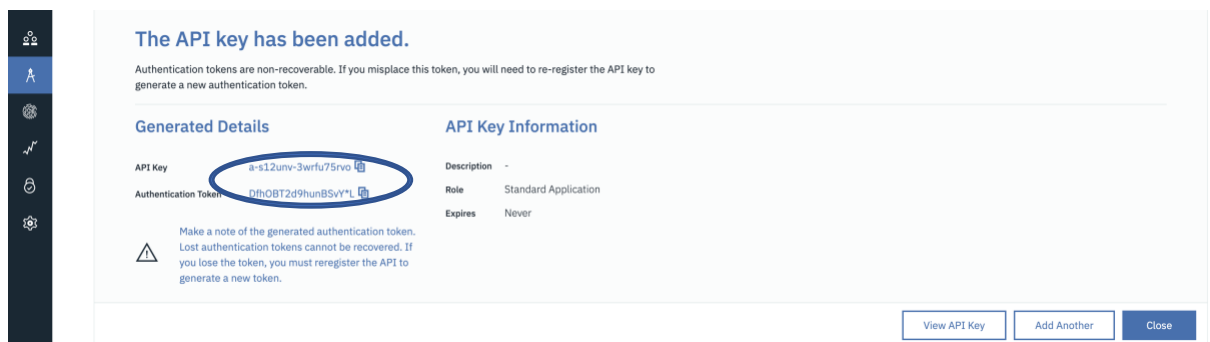 The API key has been added.
Authentication tokens are non-recoverable. If you misplace this token, you will need to re-register the API key to
generate a new authentication token.
Generated Details
API Key a-s12unv-3wrfu75rvo
Authentication Token DfhOBT2d9hunBSvY*L
Make a note of the generated authentication token.
Lost authentication tokens cannot be recovered. If
you lose the token, you must reregister the API to
generate a new token.
API Key Information
Description -
Role Standard Application
Expires Never
View API Key
Add Another
Close